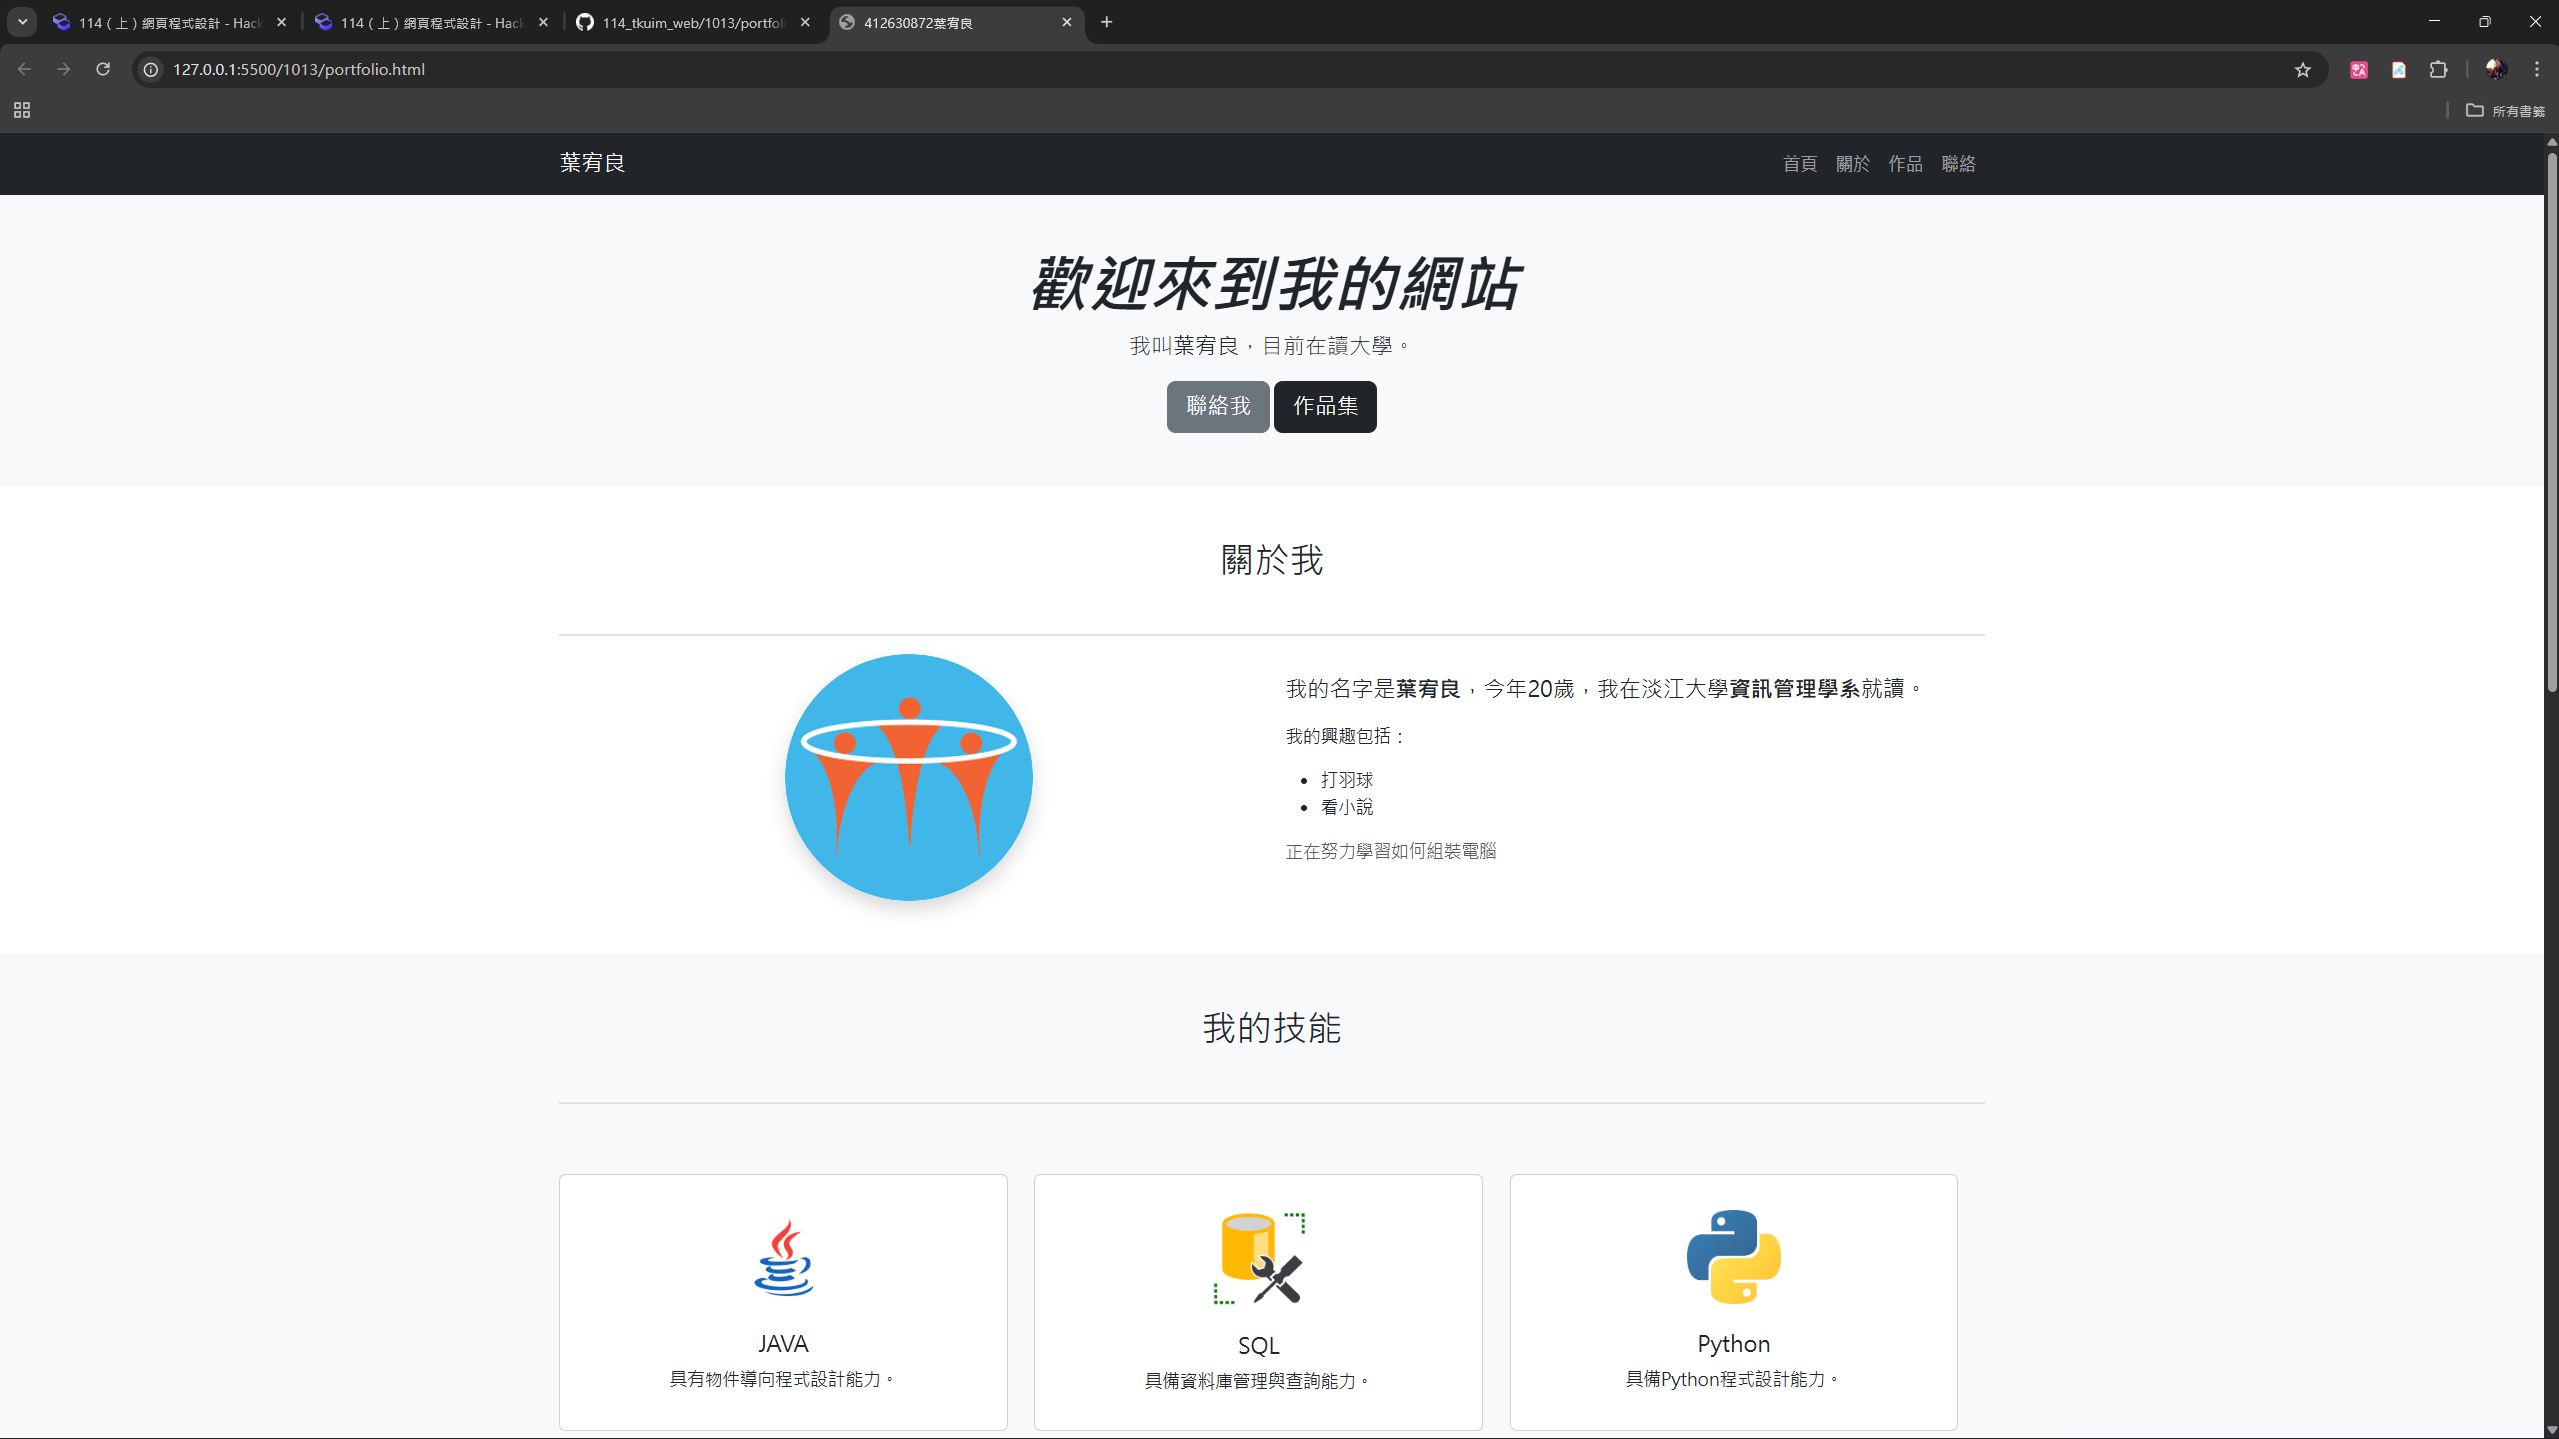 114 ( 上 ) 網頁程式設計 - Hack
114 ( 上 ) 網頁程式設計 - Hack
114_tkuim_web/1013/portfoli
412630872葉宥良
127.0.0.1:5500/1013/portfolio.html
所有書籤
葉宥良
首頁 關於 作品 聯絡
歡迎來到我的網站
我叫葉宥良，目前在讀大學。
聯絡我 作品集
關於我
我的名字是葉宥良，今年20歲，我在淡江大學資訊管理學系就讀。
我的興趣包括：
打羽球
看小說
正在努力學習如何組裝電腦
我的技能
JAVA
具有物件導向程式設計能力。
SQL
具備資料庫管理與查詢能力。
Python
具備Python程式設計能力。